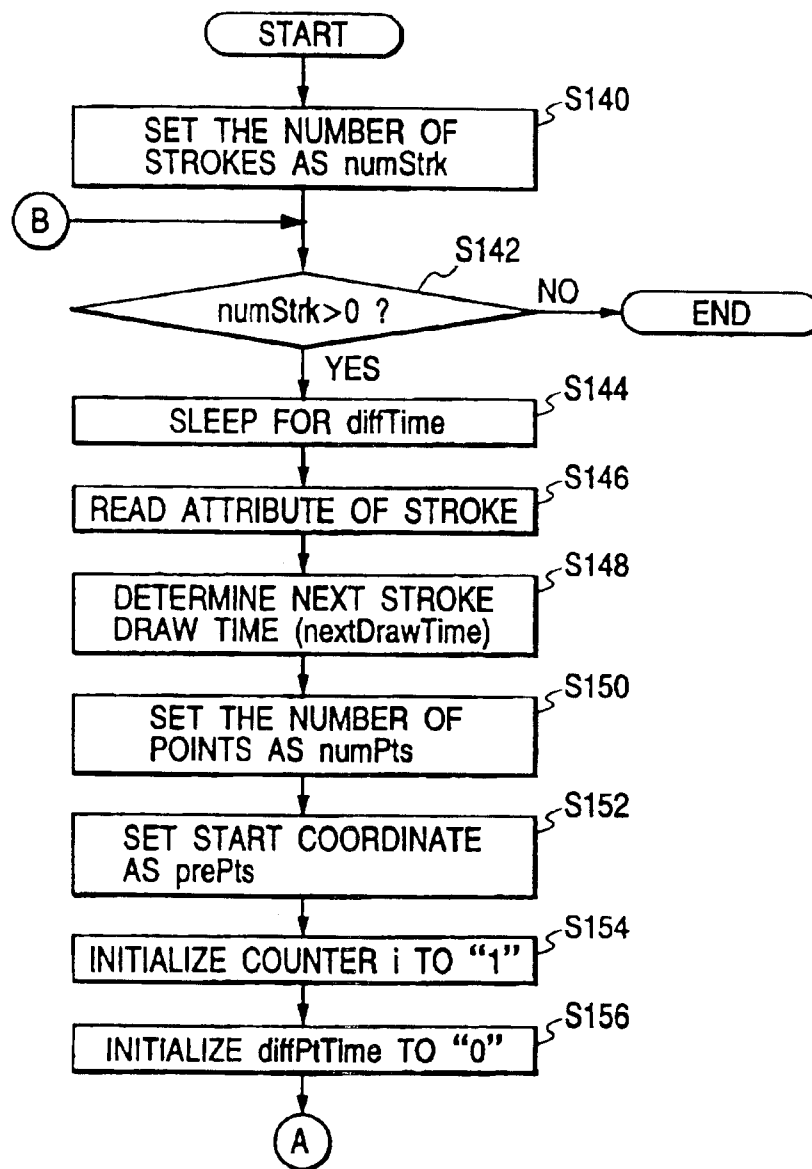 START
S140
SET THE NUMBER OF
STROKES AS numStrk
B
S142
numStrk>0 ?
NO
END
YES
S144
SLEEP FOR diffTime
S146
READ ATTRIBUTE OF STROKE
S148
DETERMINE NEXT STROKE
DRAW TIME (nextDrawTime)
S150
SET THE NUMBER OF
POINTS AS numPts
S152
SET START COORDINATE
AS prePts
S154
INITIALIZE COUNTER i TO “1”
S156
INITIALIZE diffPtTime TO “0”
A